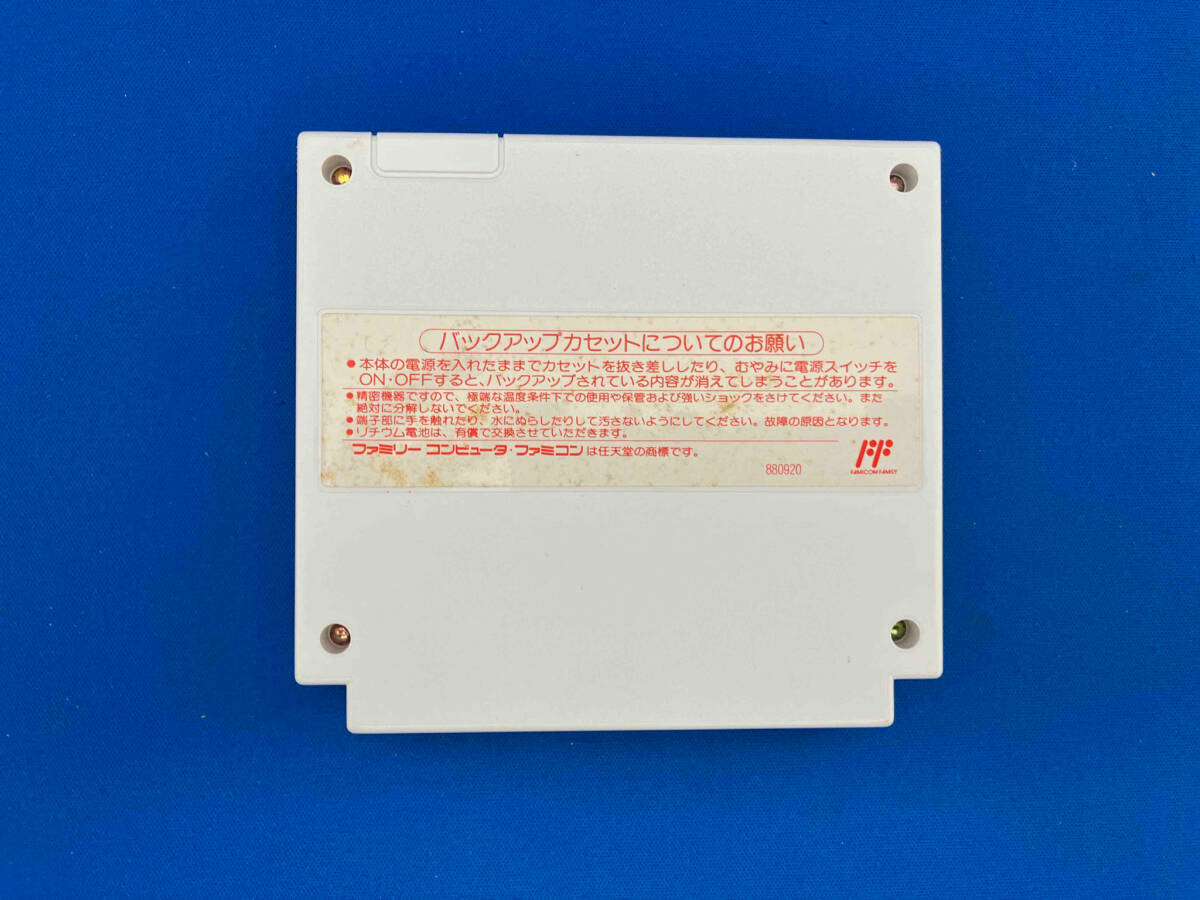 バックアップカセットについてのお願い
●本体の電源を入れたままでカセットを抜き差ししたり、むやみに電源スイッチを
ON・OFFすると、バックアップされている内容が消えてしまうことがあります。
●精密機器ですので、極端な温度条件下での使用や保管および強いショックをさけてください。また
絶対に分解しないでください。
●端子部に手を触れたり、水にぬらしたりして汚さないようにしてください。故障の原因となります。
●リチウム電池は、有償で交換させていただきます。
ファミリー コンピュータ・ファミコン は任天堂の商標です。
880920
FAMICOM FAMILY